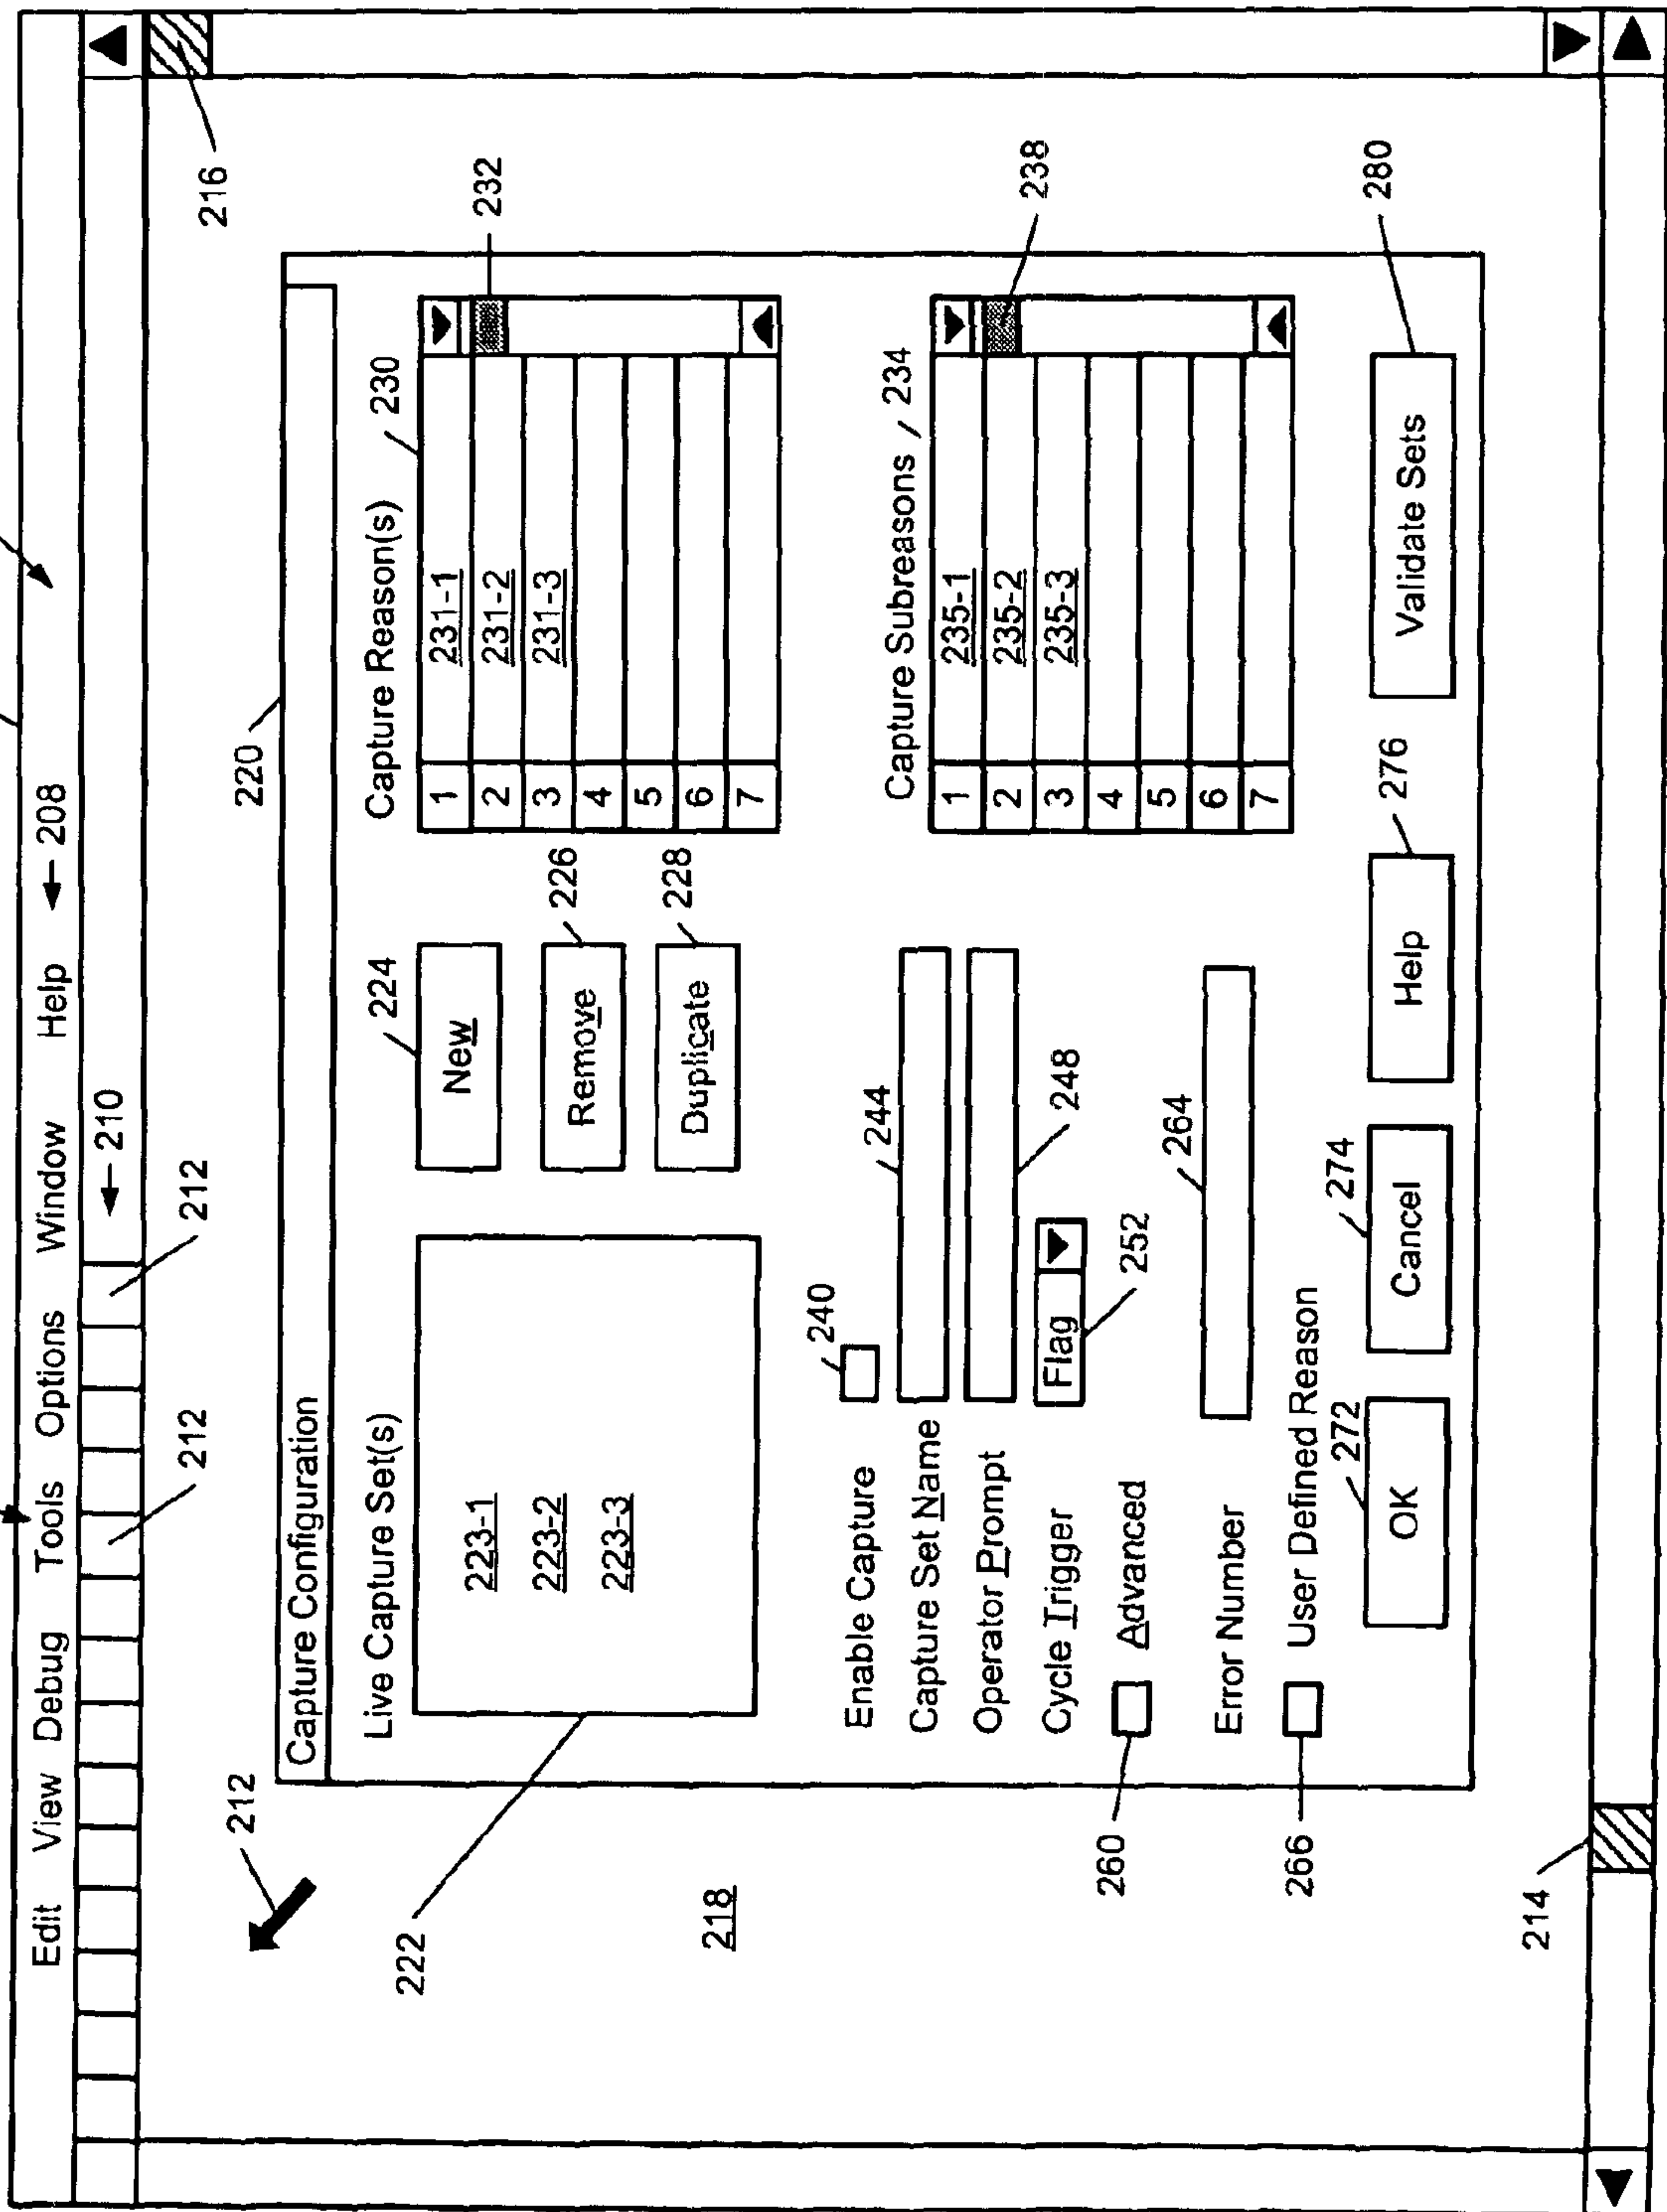 Edit View Debug Tools Options Window Help ← 208
← 210
212
212
212
216
220
Capture Configuration
Live Capture Set(s)
223-1
223-2
223-3
222
218
New
224
Remove
226
Duplicate
228
Capture Reason(s)
230
232
1 231-1
2 231-2
3 231-3
4
5
6
7
Enable Capture
240
Capture Set Name
244
Operator Prompt
248
Cycle Trigger
Flag
252
260
Advanced
Error Number
264
266
User Defined Reason
Capture Subreasons
234
238
1 235-1
2 235-2
3 235-3
4
5
6
7
OK
272
Cancel
274
Help
276
Validate Sets
280
214